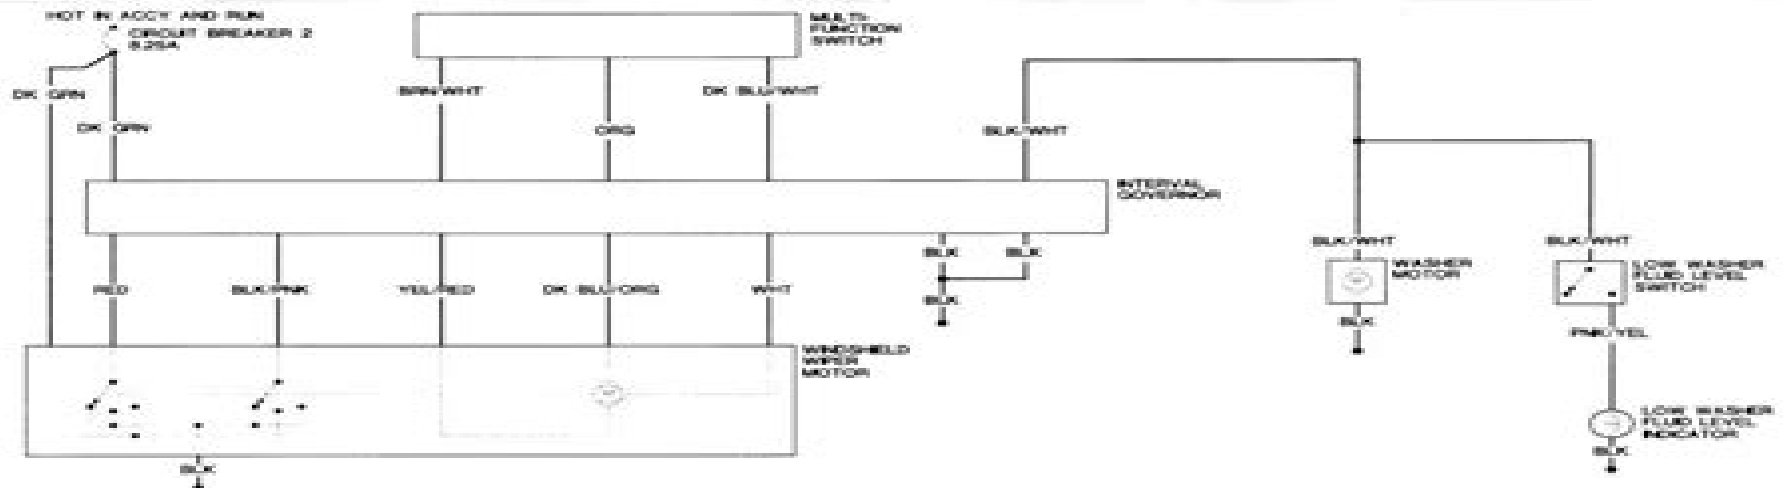 HOT IN ACCY AND RUN
CIRCUIT BREAKER 2
8.25A
MULTI-
FUNCTION
SWITCH
DK GRN
BRN/WHT
DK BLU/WHT
DK GRN
ORG
BLK/WHT
INTERVAL
GOVERNOR
BLK
BLK
BLK/WHT
BLK/WHT
WASHER
MOTOR
LOW WASHER
FLUID LEVEL
SWITCH
RED
BLK/PNK
YEL/RED
DK BLU/ORG
WHT
BLK
BLK
PNK/YEL
WINDSHIELD
WIPER
MOTOR
LOW WASHER
FLUID LEVEL
INDICATOR
BLK
BLK